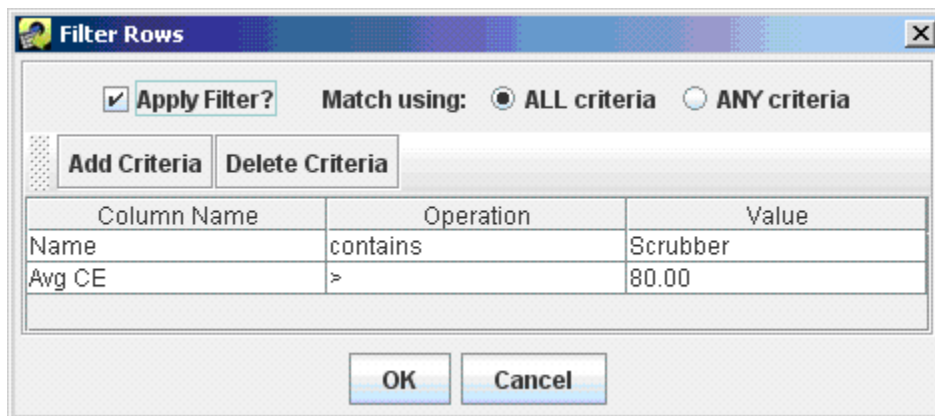 Filter Rows
Apply Filter? Match using: ALL criteria ANY criteria
Add Criteria Delete Criteria
Column Name Operation Value
Name contains Scrubber
Avg CE > 80.00
OK Cancel